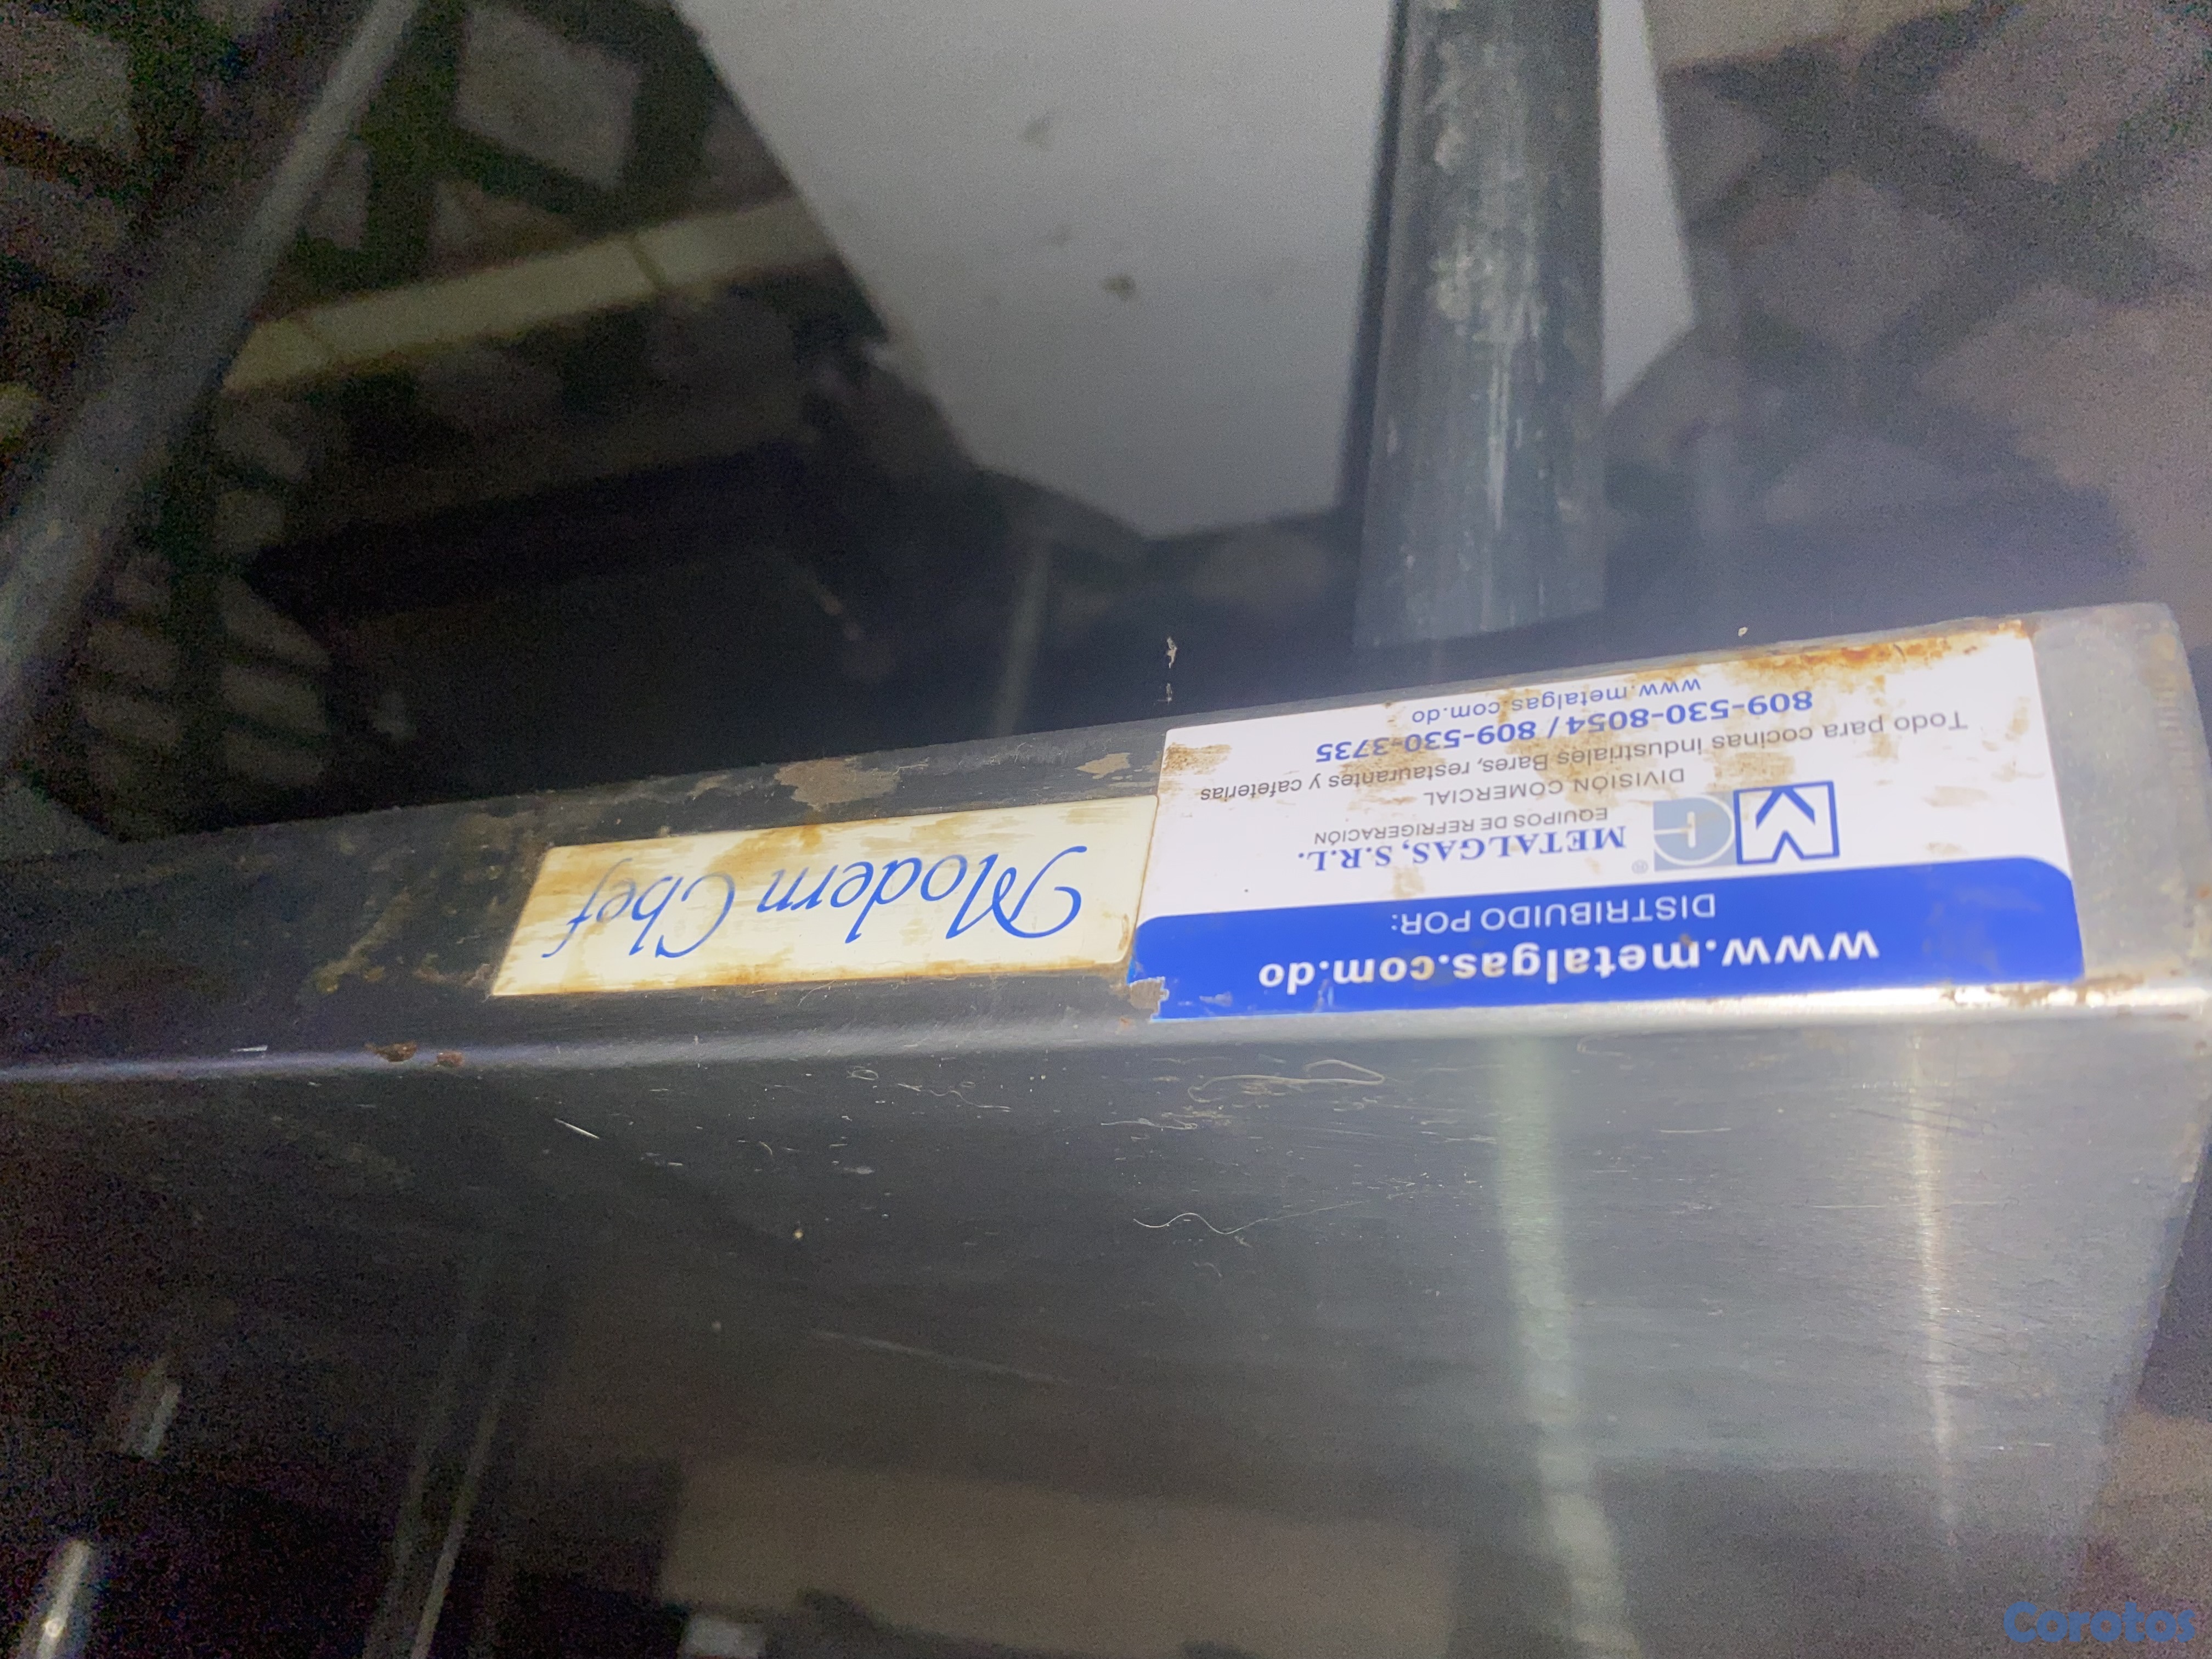 www.metalgas.com.do
DISTRIBUIDO POR:
METALGAS, S.R.L.®
EQUIPOS DE REFRIGERACIÓN
DIVISIÓN COMERCIAL
Todo para cocinas industriales Bares, restaurantes y cafeterias
809-530-8054 / 809-530-3735
www.metalgas.com.do
Modern Chef
Corotos